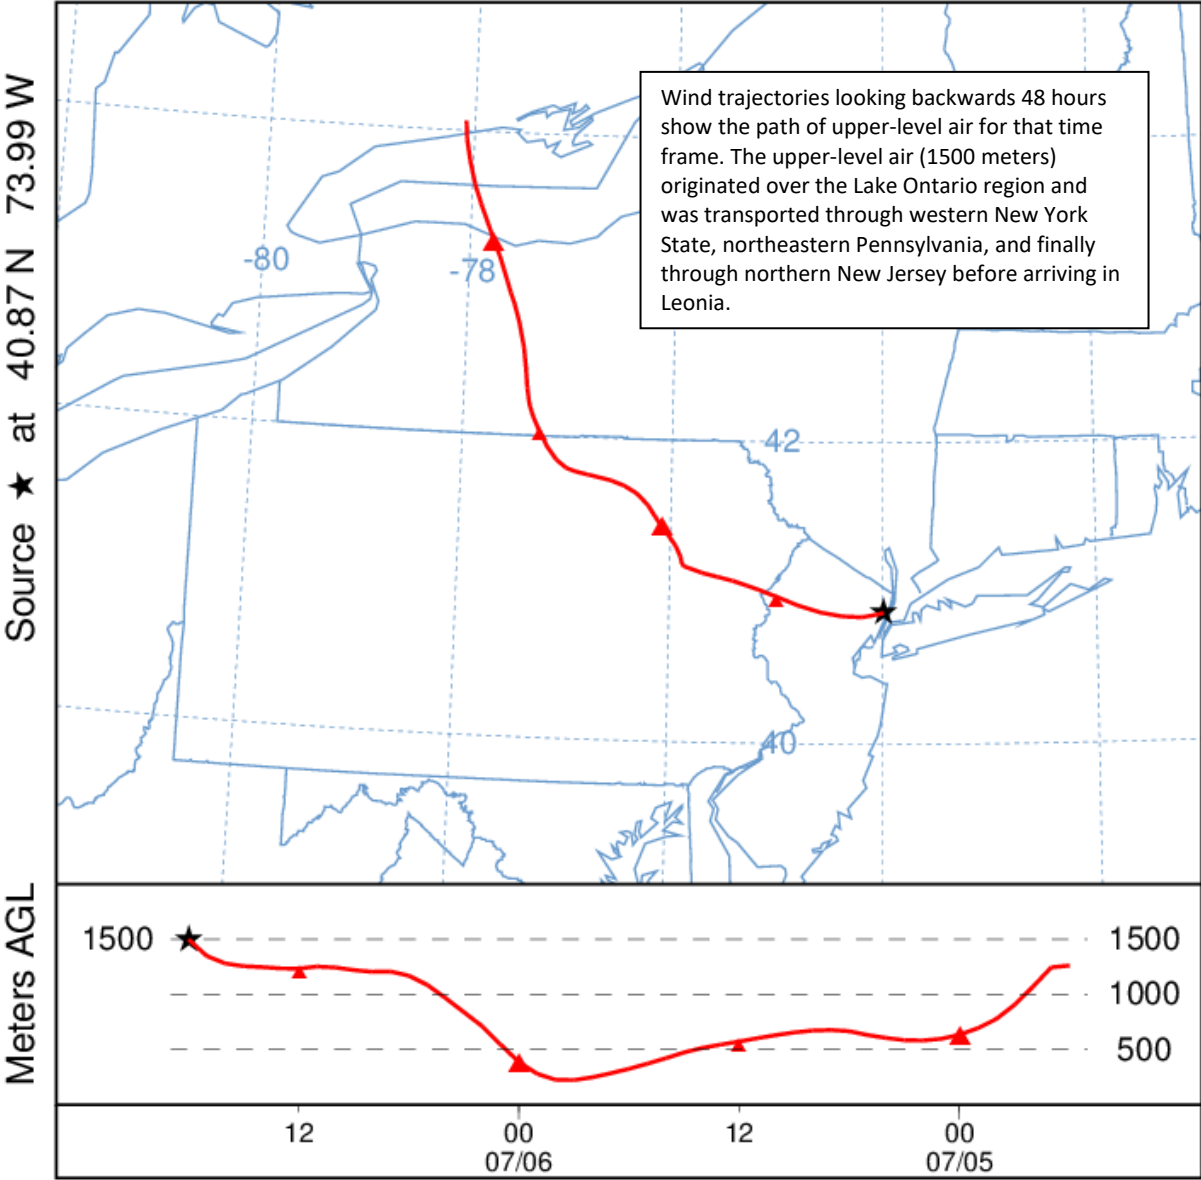 Source ★ at 40.87 N 73.99 W
Wind trajectories looking backwards 48 hours
show the path of upper-level air for that time
frame. The upper-level air (1500 meters)
originated over the Lake Ontario region and
was transported through western New York
State, northeastern Pennsylvania, and finally
through northern New Jersey before arriving in
Leonia.
-80
-78
42
40
Meters AGL
1500
1500
1000
500
12
00
12
00
07/06
07/05